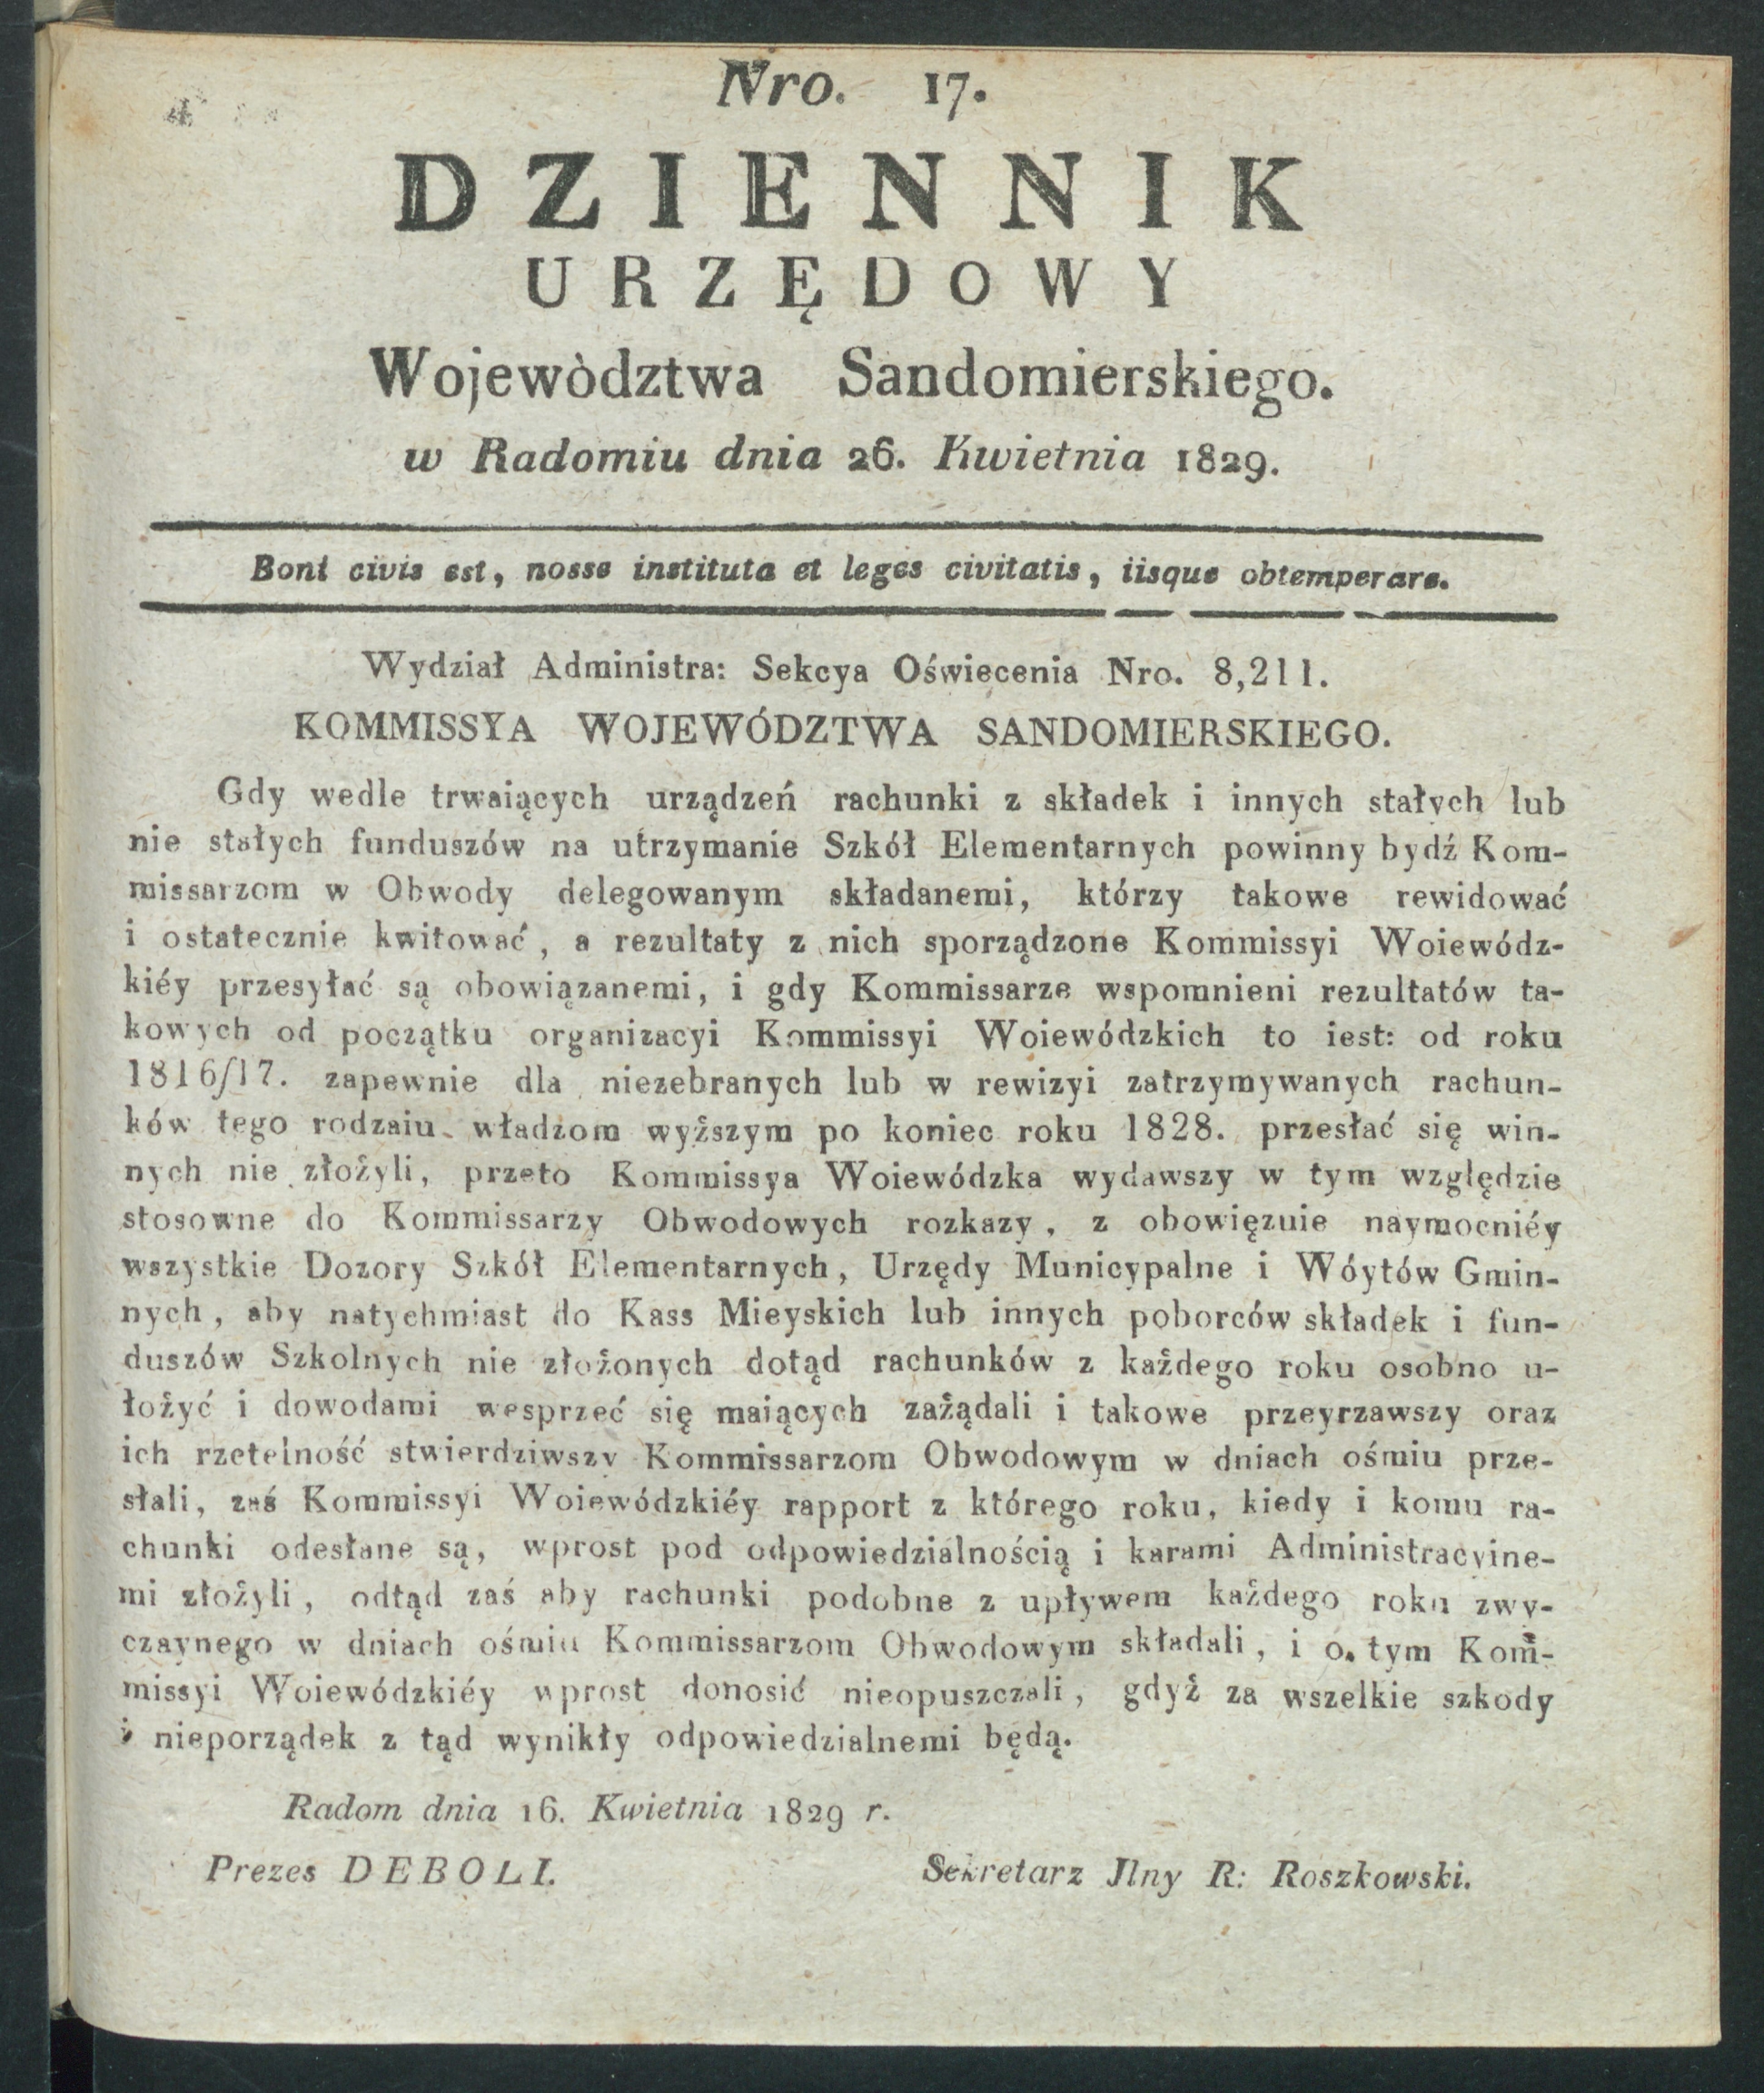 Nro. 17.
DZIENNIK
URZĘDOWY
Wojewòdztwa Sandomierskiego.
w Radomiu dnia 26. Kwietnia 1829.
Boni civis est, nosse instituta et leges civitatis, iisque obtemperare.
Wydział Administra: Sekcya Oświecenia Nro. 8,211.
KOMMISSYA WOJEWÓDZTWA SANDOMIERSKIEGO.
Gdy wedle trwaiących urządzeń rachunki z składek i innych stałych lub
nie stałych funduszów na utrzymanie Szkół Elementarnych powinny bydź Kom-
missarzom w Obwody delegowanym składanemi, którzy takowe rewidować
i ostatecznie kwitować, a rezultaty z nich sporządzone Kommissyi Woiewódz-
kiéy przesyłać są obowiązanemi, i gdy Kommissarze wspomnieni rezultatów ta-
kowych od początku organizacyi Kommissyi Woiewódzkich to iest: od roku
1816/17. zapewnie dla niezebranych lub w rewizyi zatrzymywanych rachun-
ków tego rodzaiu władzom wyższym po koniec roku 1828. przesłać się win-
nych nie złożyli, przeto Kommissya Woiewódzka wydawszy w tym względzie
stosowne do Kommissarzy Obwodowych rozkazy, z obowięzuie naymocniéy
wszystkie Dozory Szkół Elementarnych, Urzędy Municypalne i Wóytów Gmin-
nych, aby natychmiast do Kass Mieyskich lub innych poborców składek i fun-
duszów Szkolnych nie złożonych dotąd rachunków z każdego roku osobno u-
łożyć i dowodami wesprzeć się maiących zażądali i takowe przeyrzawszy oraz
ich rzetelność stwierdziwszy Kommissarzom Obwodowym w dniach ośmiu prze-
słali, zaś Kommissyi Woiewódzkiéy rapport z którego roku, kiedy i komu ra-
chunki odesłane są, wprost pod odpowiedzialnością i karami Administracyine-
mi złożyli, odtąd zaś aby rachunki podobne z upływem każdego roku zwy-
czaynego w dniach ośmiu Kommissarzom Obwodowym składali, i o. tym Kom-
missyi Woiewódzkiéy wprost donosić nieopuszczali, gdyż za wszelkie szkody
i nieporządek z tąd wynikły odpowiedzialnemi będą.
Radom dnia 16. Kwietnia 1829 r.
Prezes DEBOLI.
Sekretarz Jlny R: Roszkowski.